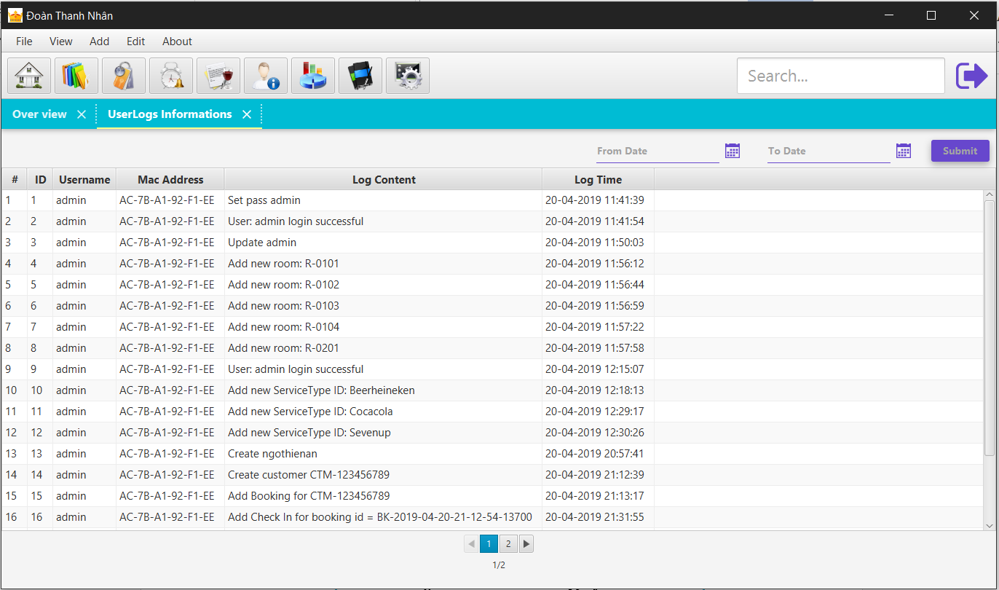 Đoàn Thanh Nhân
File View Add Edit About
Search...
Over view UserLogs Informations
From Date To Date Submit
# ID Username Mac Address Log Content Log Time
1 1 admin AC-7B-A1-92-F1-EE Set pass admin 20-04-2019 11:41:39
2 2 admin AC-7B-A1-92-F1-EE User: admin login successful 20-04-2019 11:41:54
3 3 admin AC-7B-A1-92-F1-EE Update admin 20-04-2019 11:50:03
4 4 admin AC-7B-A1-92-F1-EE Add new room: R-0101 20-04-2019 11:56:12
5 5 admin AC-7B-A1-92-F1-EE Add new room: R-0102 20-04-2019 11:56:44
6 6 admin AC-7B-A1-92-F1-EE Add new room: R-0103 20-04-2019 11:56:59
7 7 admin AC-7B-A1-92-F1-EE Add new room: R-0104 20-04-2019 11:57:22
8 8 admin AC-7B-A1-92-F1-EE Add new room: R-0201 20-04-2019 11:57:58
9 9 admin AC-7B-A1-92-F1-EE User: admin login successful 20-04-2019 12:15:07
10 10 admin AC-7B-A1-92-F1-EE Add new ServiceType ID: Beerheineken 20-04-2019 12:18:13
11 11 admin AC-7B-A1-92-F1-EE Add new ServiceType ID: Cocacola 20-04-2019 12:29:17
12 12 admin AC-7B-A1-92-F1-EE Add new ServiceType ID: Sevenup 20-04-2019 12:30:26
13 13 admin AC-7B-A1-92-F1-EE Create ngothienan 20-04-2019 20:57:41
14 14 admin AC-7B-A1-92-F1-EE Create customer CTM-123456789 20-04-2019 21:12:39
15 15 admin AC-7B-A1-92-F1-EE Add Booking for CTM-123456789 20-04-2019 21:13:17
16 16 admin AC-7B-A1-92-F1-EE Add Check In for booking id = BK-2019-04-20-21-12-54-13700 20-04-2019 21:31:55
1 2
1/2